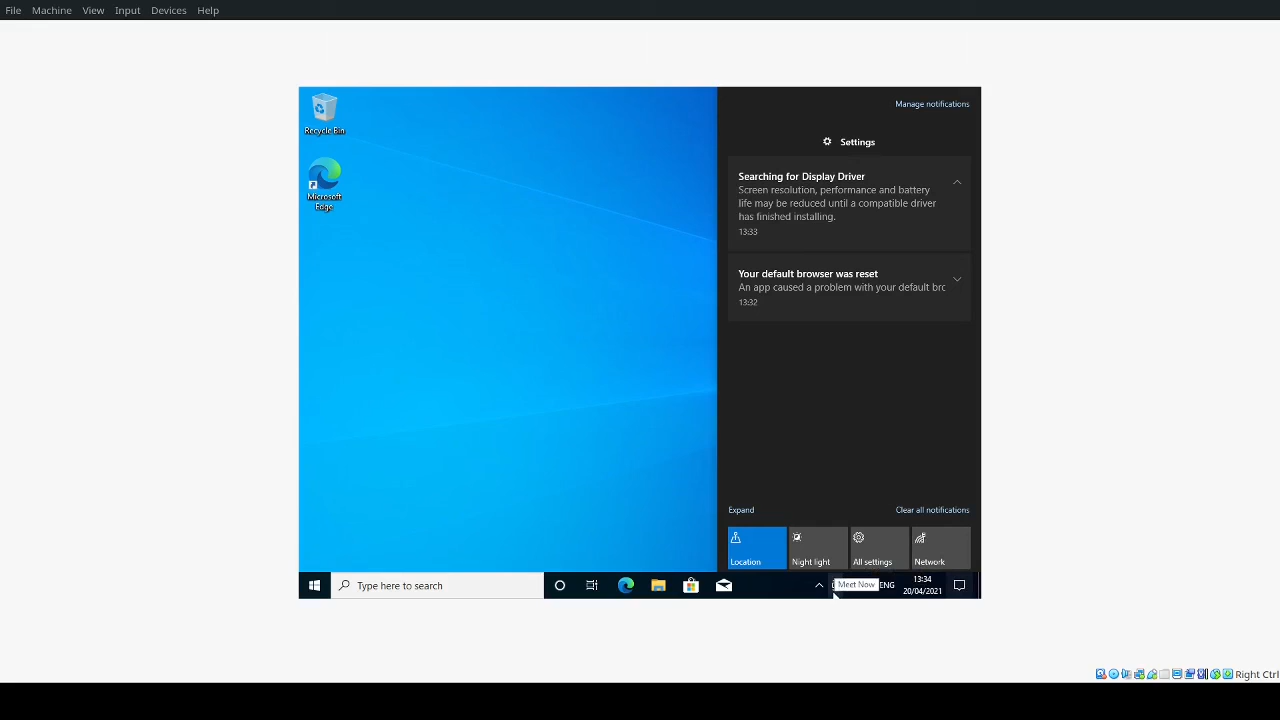 File Machine View Input Devices Help
Recycle Bin
Microsoft
Edge
Manage notifications
Settings
Searching for Display Driver
Screen resolution, performance and battery
life may be reduced until a compatible driver
has finished installing.
13:33
Your default browser was reset
An app caused a problem with your default bro
13:32
Expand Clear all notifications
Location Night light All settings Network
Type here to search
Meet Now
ENG
13:34
20/04/2021
Right Ctrl